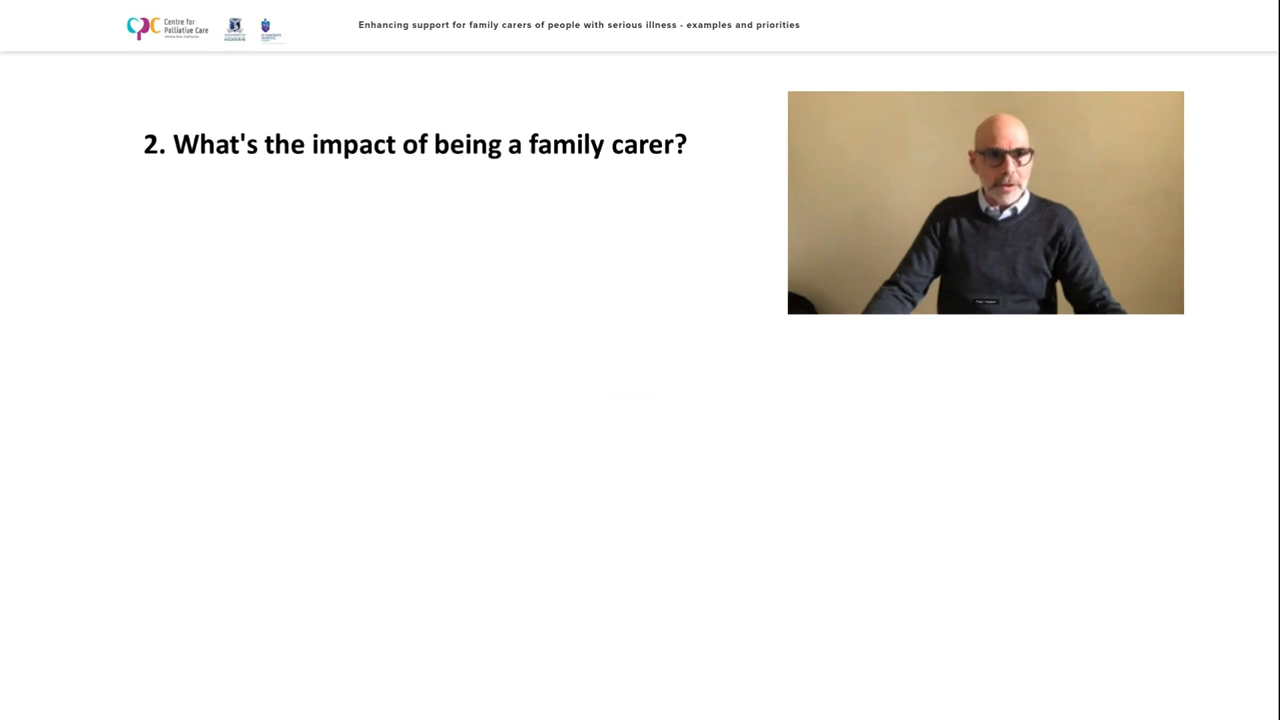 Centre for
Palliative Care
Enhancing support for family carers of people with serious illness - examples and priorities
2. What's the impact of being a family carer?